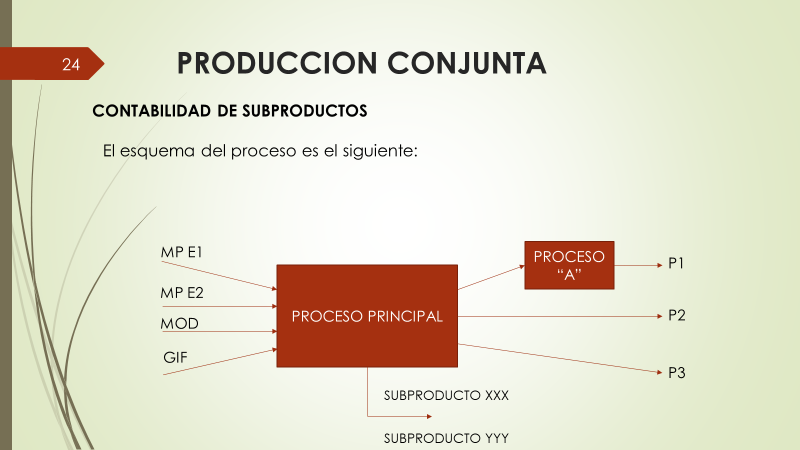 24
PRODUCCION CONJUNTA
CONTABILIDAD DE SUBPRODUCTOS
El esquema del proceso es el siguiente:
MP E1
MP E2
MOD
GIF
PROCESO PRINCIPAL
PROCESO
“A”
P1
P2
P3
SUBPRODUCTO XXX
SUBPRODUCTO YYY